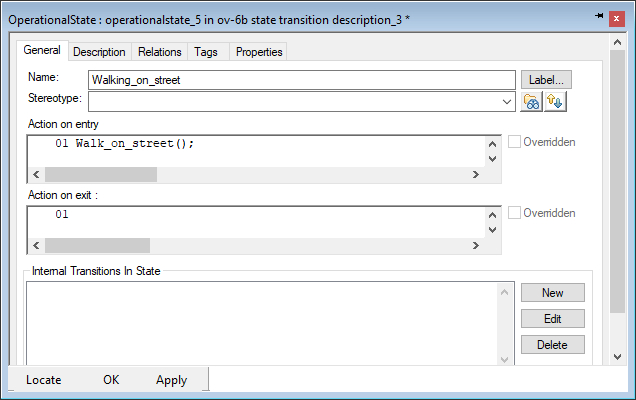 OperationalState : operationalstate_5 in ov-6b state transition description_3 *
General Description Relations Tags Properties
Name: Walking_on_street Label...
Stereotype:
Action on entry
01 Walk_on_street(); Overridden
Action on exit :
01 Overridden
Internal Transitions In State
New
Edit
Delete
Locate OK Apply